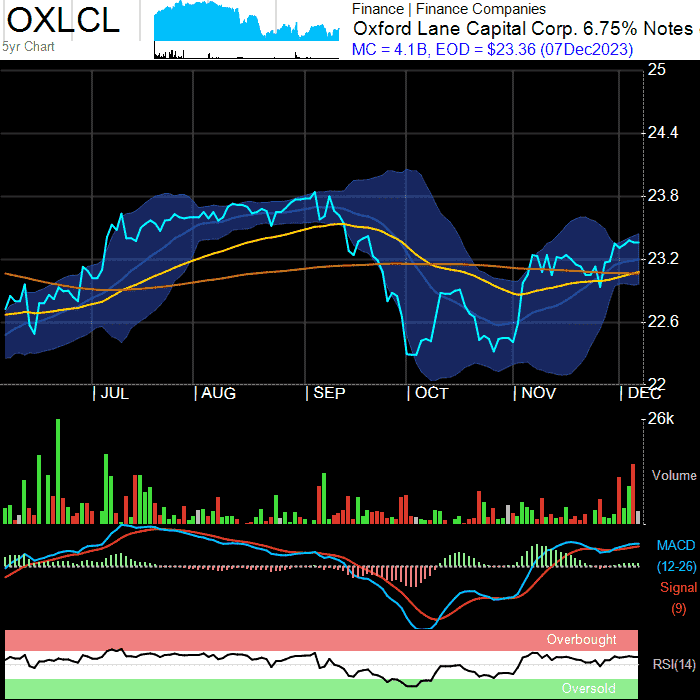 OXLCL
5yr Chart
Finance | Finance Companies
Oxford Lane Capital Corp. 6.75% Notes
MC = 4.1B, EOD = $23.36 (07Dec2023)
25
24.4
23.8
23.2
22.6
22
| JUL | AUG | SEP | OCT | NOV | DEC
26k
Volume
MACD
(12-26)
Signal
(9)
Overbought
RSI(14)
Oversold